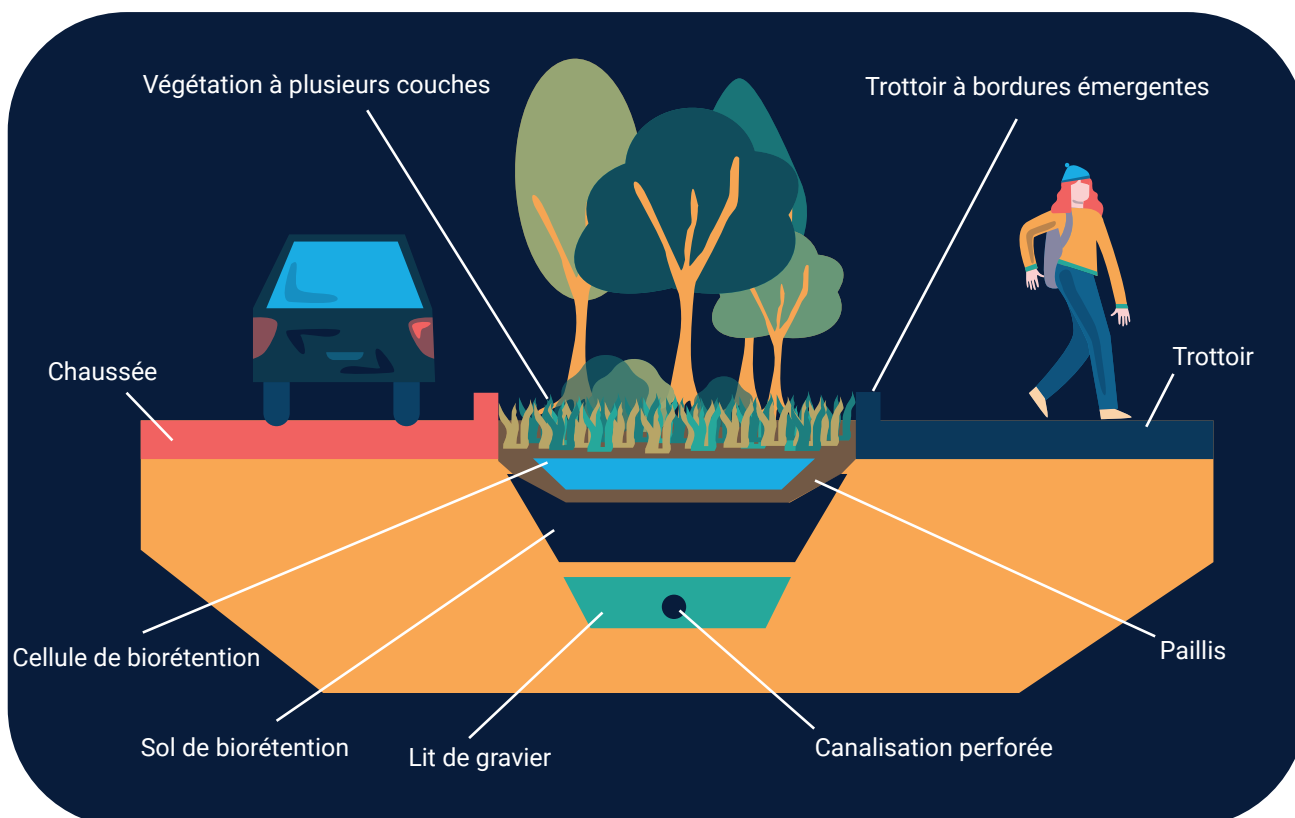 Végétation à plusieurs couches
Trottoir à bordures émergentes
Chaussée
Trottoir
Cellule de biorétention
Paillis
Sol de biorétention
Lit de gravier
Canalisation perforée